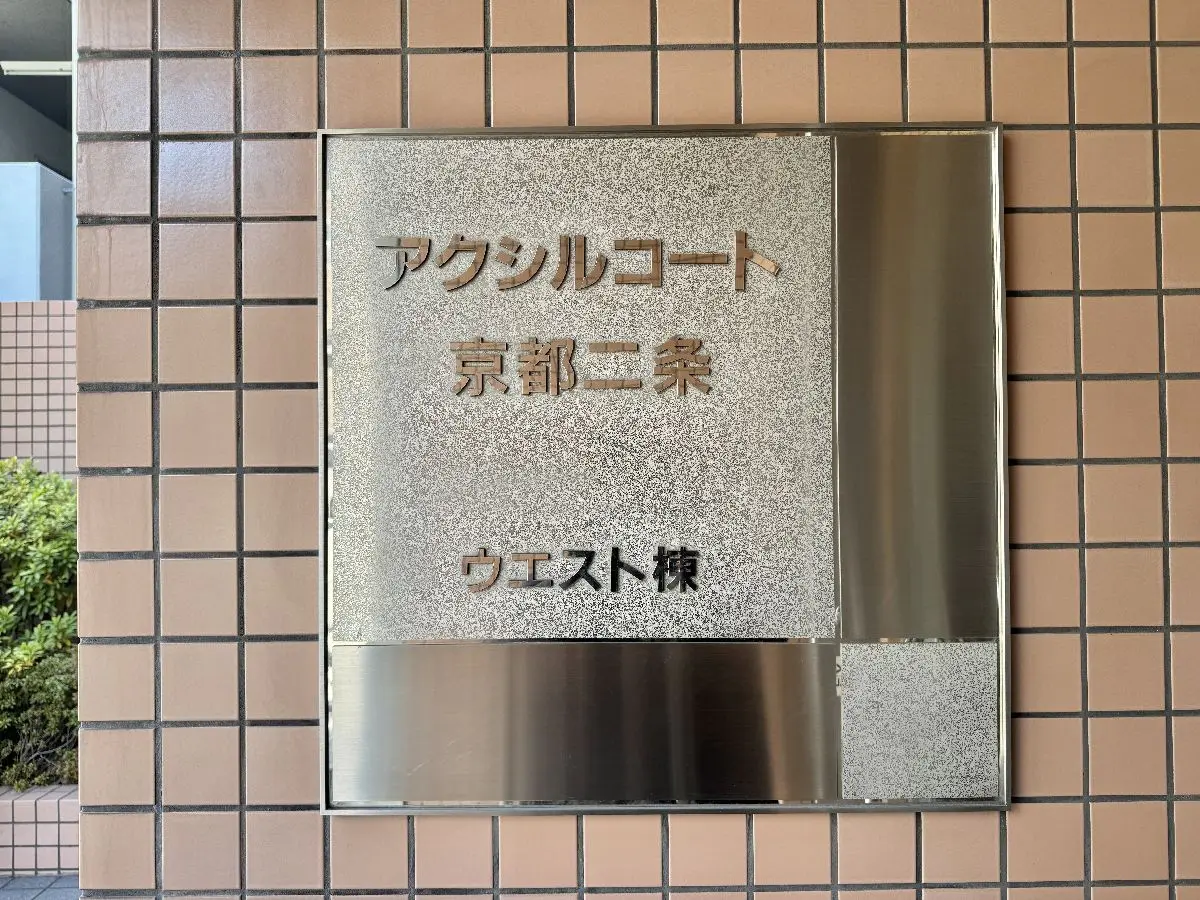 アクシルコート
京都二条
ウエスト棟